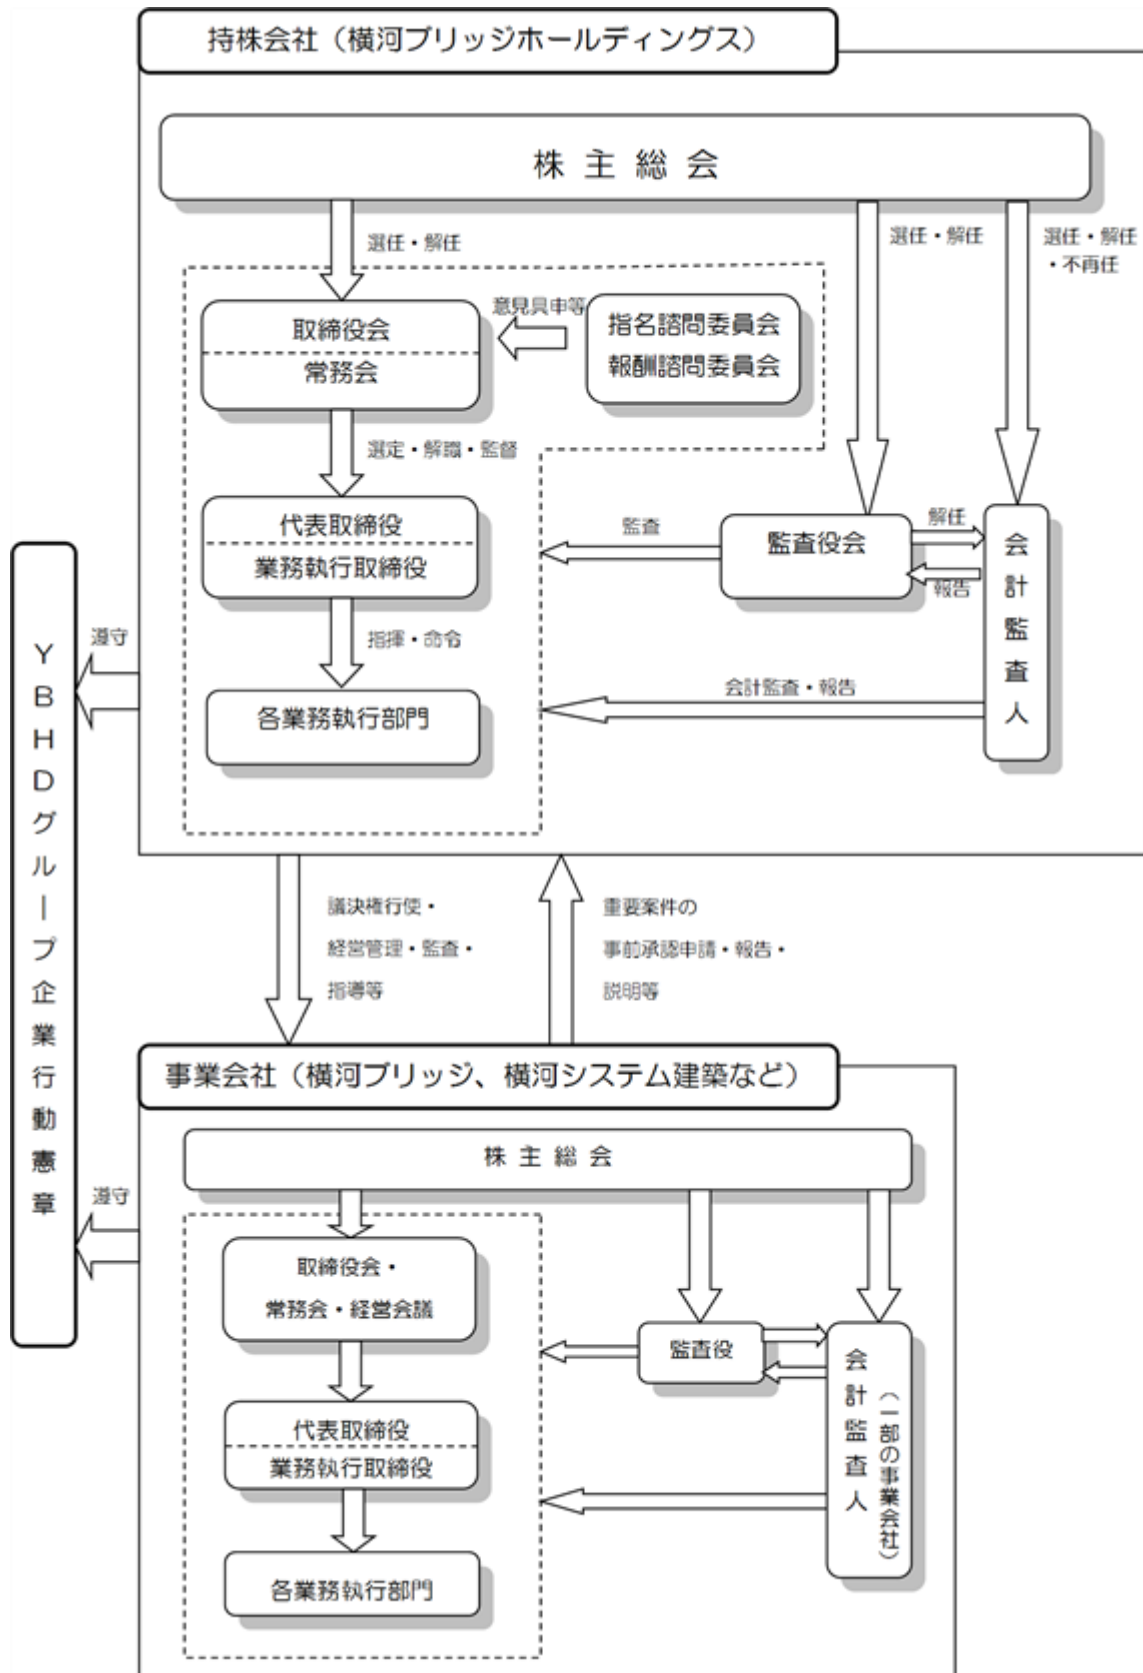 持株会社（横河ブリッジホールディングス）
株主総会
選任・解任
選任・解任
選任・解任
・不再任
取締役会
常務会
意見具申等
指名諮問委員会
報酬諮問委員会
選定・解職・監督
代表取締役
業務執行取締役
監査
監査役会
解任
報告
会計監査人
指揮・命令
会計監査・報告
各業務執行部門
遵守
YBHDグループ企業行動憲章
議決権行使・
経営管理・監査・
指導等
重要案件の
事前承認申請・報告・
説明等
事業会社（横河ブリッジ、横河システム建築など）
株主総会
遵守
取締役会・
常務会・経営会議
監査役
会計監査人
（一部の事業会社）
代表取締役
業務執行取締役
各業務執行部門